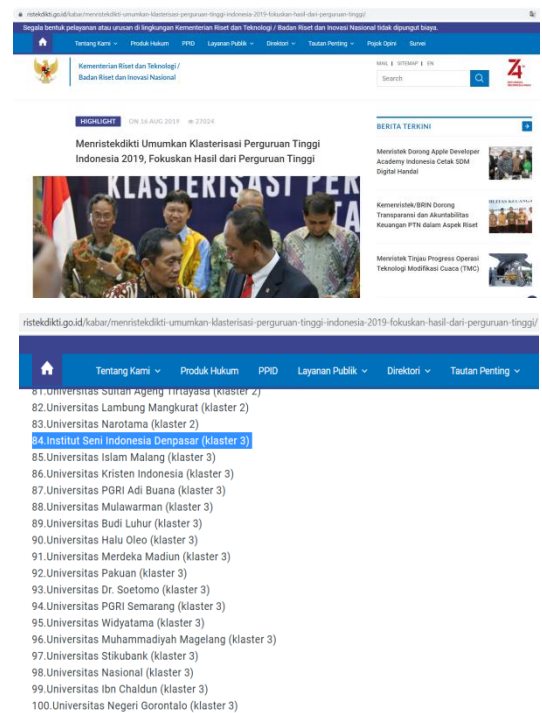 ristekdikti.go.id/kabar/menristekdikti-umumkan-klasterisasi-perguruan-tinggi-indonesia-2019-fokuskan-hasil-dari-perguruan-tinggi/
Segala bentuk pelayanan atau urusan di lingkungan Kementerian Riset dan Teknologi / Badan Riset dan Inovasi Nasional tidak dipungut biaya.
Tentang Kami Produk Hukum PPID Layanan Publik Direktori Tautan Penting Pojok Opini Survei
Kementerian Riset dan Teknologi /
Badan Riset dan Inovasi Nasional
MAIL | SITEMAP | EN
Search
74
HIGHLIGHT ON 16 AUG 2019 27024
Menristekdikti Umumkan Klasterisasi Perguruan Tinggi
Indonesia 2019, Fokuskan Hasil dari Perguruan Tinggi
KLASTERISASI PER
BERITA TERKINI
Menristek Dorong Apple Developer
Academy Indonesia Cetak SDM
Digital Handal
Kemenristek/BRIN Dorong
Transparansi dan Akuntabilitas
Keuangan PTN dalam Aspek Riset
Menristek Tinjau Progress Operasi
Teknologi Modifikasi Cuaca (TMC)
ristekdikti.go.id/kabar/menristekdikti-umumkan-klasterisasi-perguruan-tinggi-indonesia-2019-fokuskan-hasil-dari-perguruan-tinggi/
Tentang Kami Produk Hukum PPID Layanan Publik Direktori Tautan Penting
81.Universitas Sultan Ageng Tirtayasa (klaster 2)
82.Universitas Lambung Mangkurat (klaster 2)
83.Universitas Narotama (klaster 2)
84.Institut Seni Indonesia Denpasar (klaster 3)
85.Universitas Islam Malang (klaster 3)
86.Universitas Kristen Indonesia (klaster 3)
87.Universitas PGRI Adi Buana (klaster 3)
88.Universitas Mulawarman (klaster 3)
89.Universitas Budi Luhur (klaster 3)
90.Universitas Halu Oleo (klaster 3)
91.Universitas Merdeka Madiun (klaster 3)
92.Universitas Pakuan (klaster 3)
93.Universitas Dr. Soetomo (klaster 3)
94.Universitas PGRI Semarang (klaster 3)
95.Universitas Widyatama (klaster 3)
96.Universitas Muhammadiyah Magelang (klaster 3)
97.Universitas Stikubank (klaster 3)
98.Universitas Nasional (klaster 3)
99.Universitas Ibn Chaldun (klaster 3)
100.Universitas Negeri Gorontalo (klaster 3)